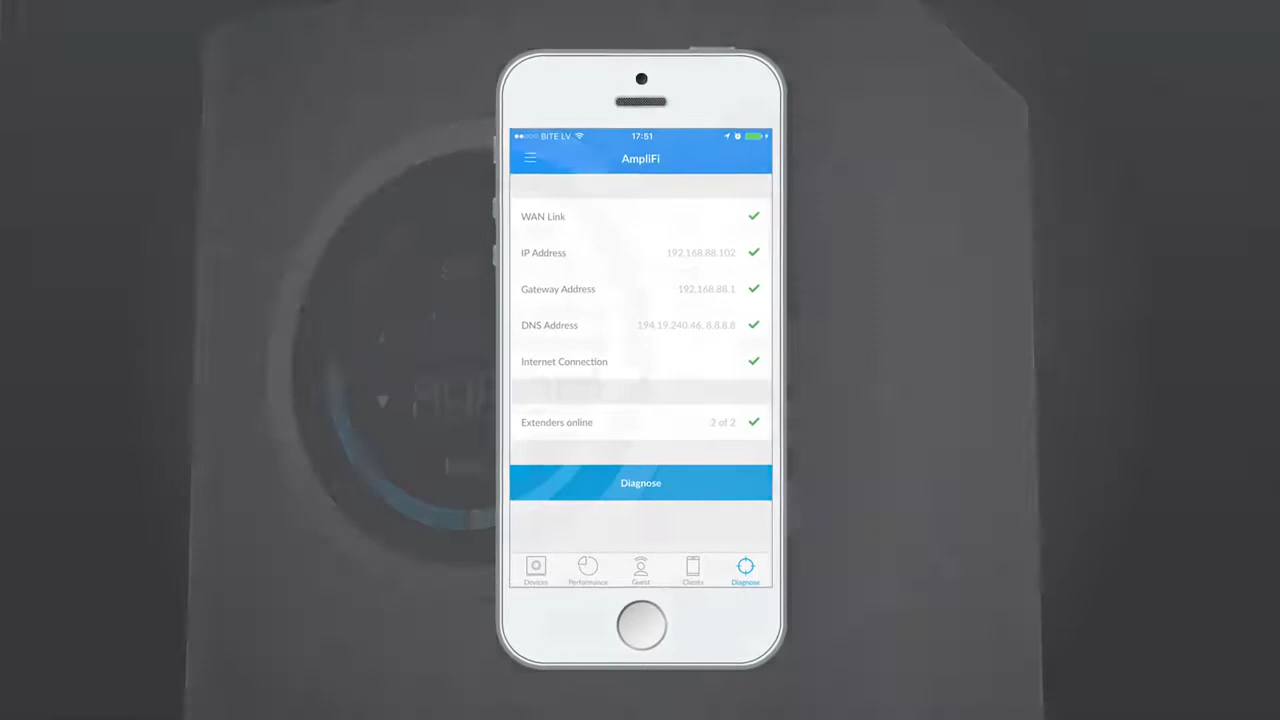 BITE LV 17:51
AmpliFi
WAN Link
IP Address 192.168.88.102
Gateway Address 192.168.88.1
DNS Address 194.19.240.46, 8.8.8.8
Internet Connection
Extenders online 2 of 2
Diagnose
Devices Performance Guest Clients Diagnose